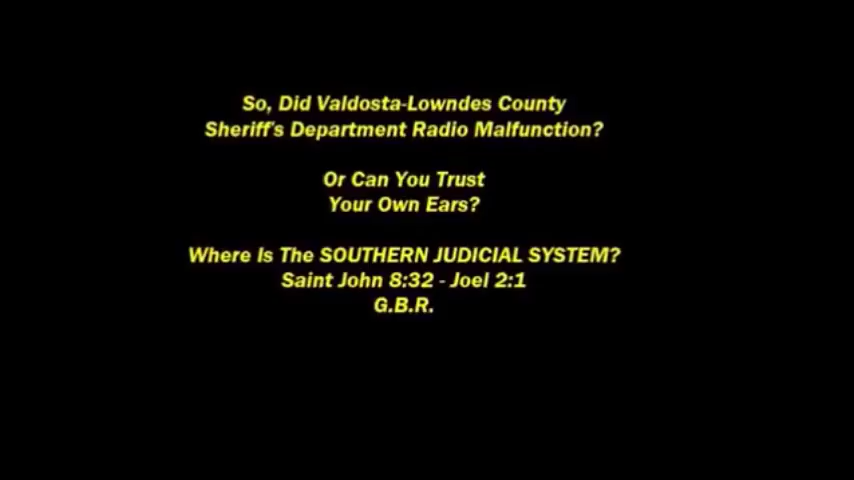 So, Did Valdosta-Lowndes County
Sheriff's Department Radio Malfunction?
Or Can You Trust
Your Own Ears?
Where Is The SOUTHERN JUDICIAL SYSTEM?
Saint John 8:32 - Joel 2:1
G.B.R.